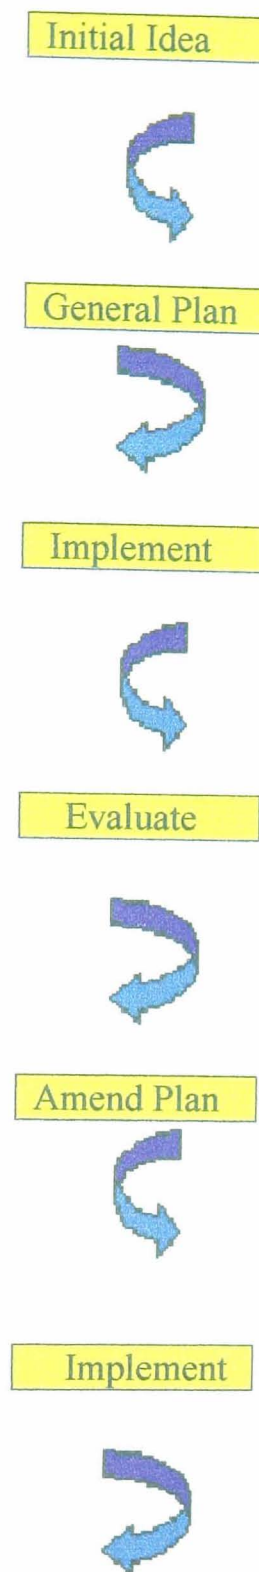 Initial Idea
General Plan
Implement
Evaluate
Amend Plan
Implement